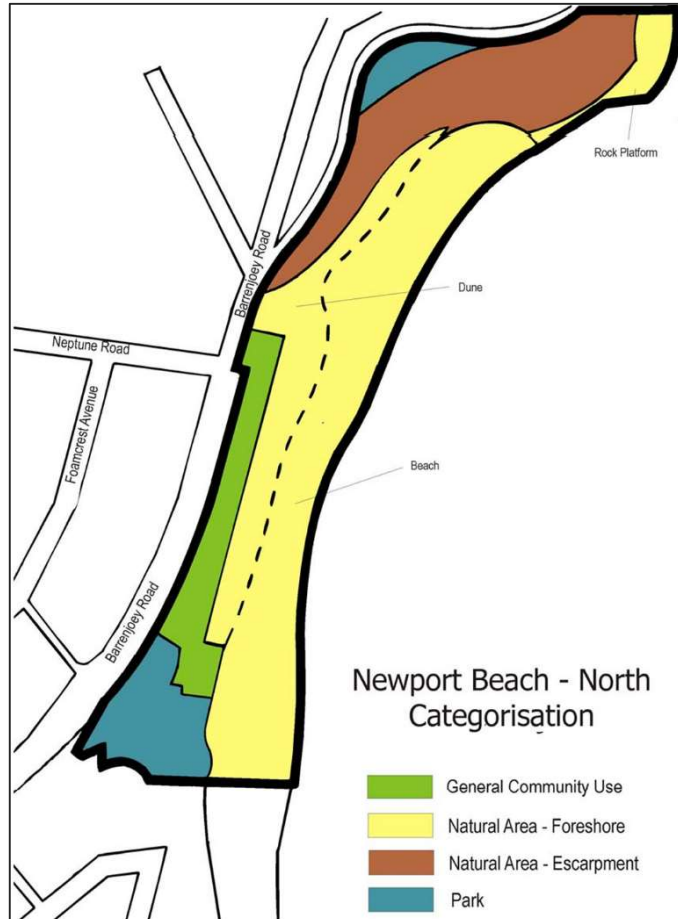 Rock Platform
Barrenjoey Road
Dune
Neptune Road
Foamcrest Avenue
Beach
Barrenjoey Road
Newport Beach - North
Categorisation
General Community Use
Natural Area - Foreshore
Natural Area - Escarpment
Park